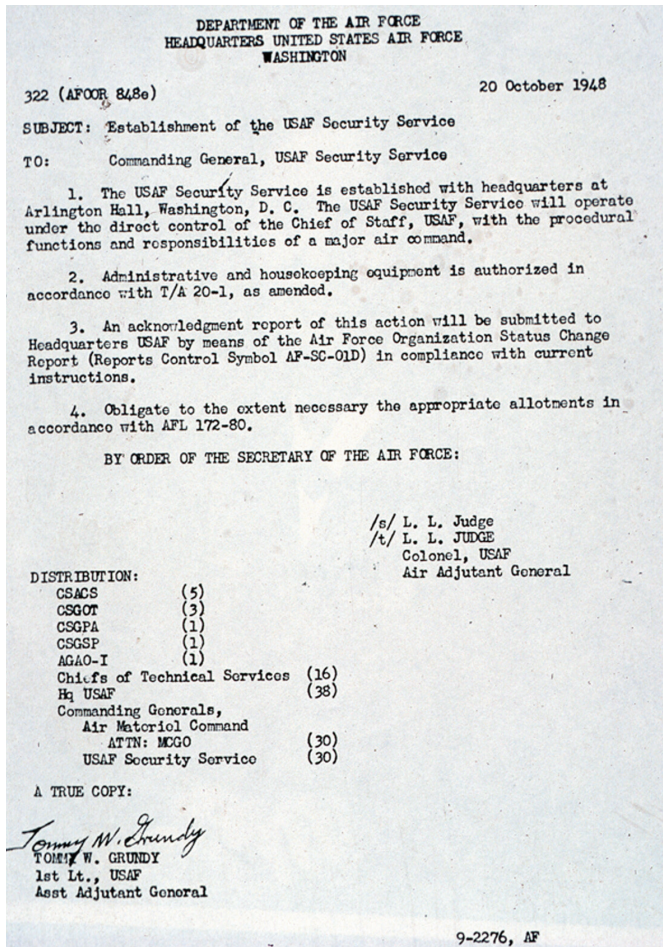 DEPARTMENT OF THE AIR FORCE
HEADQUARTERS UNITED STATES AIR FORCE
WASHINGTON
322 (AFOOR 848e)
20 October 1948
SUBJECT: Establishment of the USAF Security Service
TO: Commanding General, USAF Security Service
1. The USAF Security Service is established with headquarters at
Arlington Hall, Washington, D. C. The USAF Security Service will operate
under the direct control of the Chief of Staff, USAF, with the procedural
functions and responsibilities of a major air command.
2. Administrative and housekeeping equipment is authorized in
accordance with T/A 20-1, as amended.
3. An acknowledgment report of this action will be submitted to
Headquarters USAF by means of the Air Force Organization Status Change
Report (Reports Control Symbol AF-SC-01D) in compliance with current
instructions.
4. Obligate to the extent necessary the appropriate allotments in
accordance with AFL 172-80.
BY ORDER OF THE SECRETARY OF THE AIR FORCE:
/s/ L. L. Judge
/t/ L. L. JUDGE
Colonel, USAF
Air Adjutant General
DISTRIBUTION:
CSACS (5)
CSGOT (3)
CSGPA (1)
CSGSP (1)
AGAO-I (1)
Chiefs of Technical Services (16)
Hq USAF (38)
Commanding Generals,
Air Materiel Command
ATTN: MCGO (30)
USAF Security Service (30)
A TRUE COPY:
Tommy W. Grundy
TOMMY W. GRUNDY
1st Lt., USAF
Asst Adjutant General
9-2276, AF